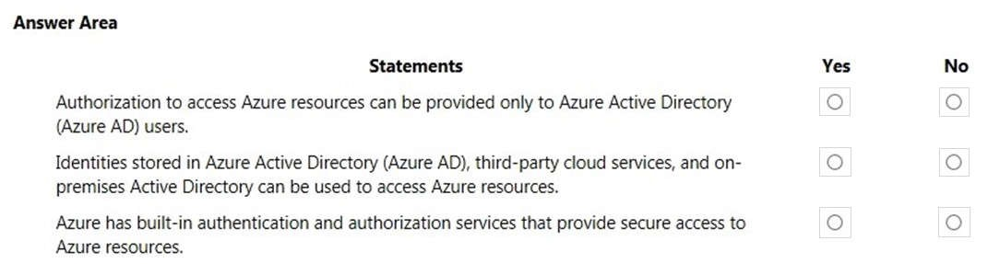 Answer Area
Statements Yes No
Authorization to access Azure resources can be provided only to Azure Active Directory
(Azure AD) users.
Identities stored in Azure Active Directory (Azure AD), third-party cloud services, and on-
premises Active Directory can be used to access Azure resources.
Azure has built-in authentication and authorization services that provide secure access to
Azure resources.